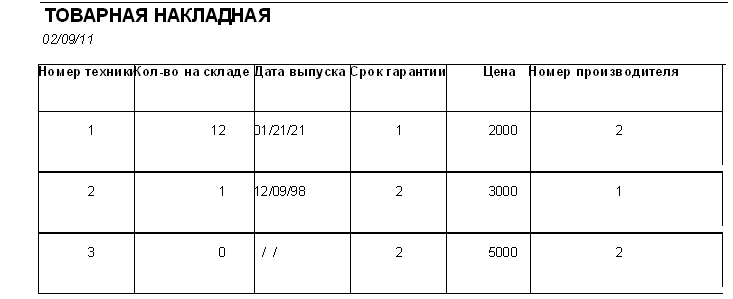 ТОВАРНАЯ НАКЛАДНАЯ
02/09/11
Номер техники Кол-во на складе Дата выпуска Срок гарантии Цена Номер производителя
1 12 01/21/21 1 2000 2
2 1 12/09/98 2 3000 1
3 0 / / 2 5000 2